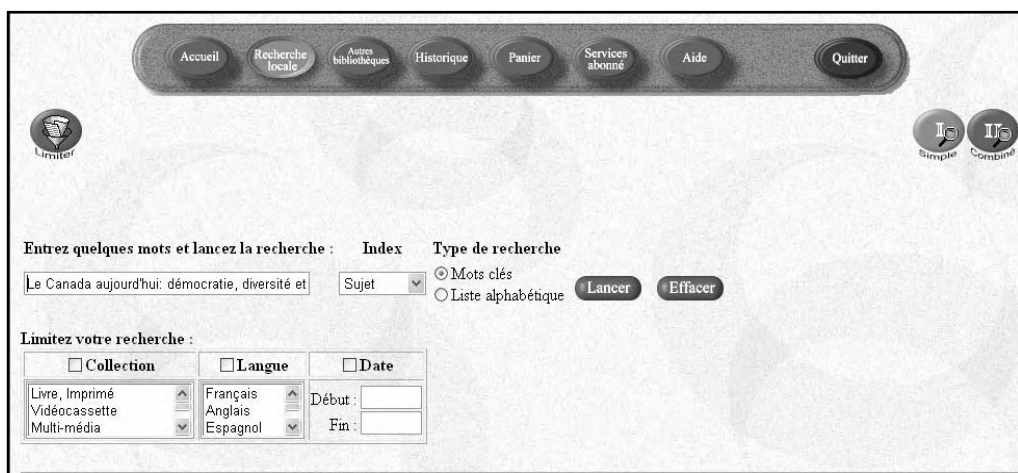 Accueil
Recherche locale
Autres bibliothèques
Historique
Panier
Services abonné
Aide
Quitter
Limiter
I
Simple
II
Combiné
Entrez quelques mots et lancez la recherche :
Index
Type de recherche
Le Canada aujourd'hui: démocratie, diversité et
Sujet
Mots clés
Liste alphabétique
Lancer
Effacer
Limitez votre recherche :
Collection
Langue
Date
Livre, Imprimé
Vidéocassette
Multi-média
Français
Anglais
Espagnol
Début :
Fin :